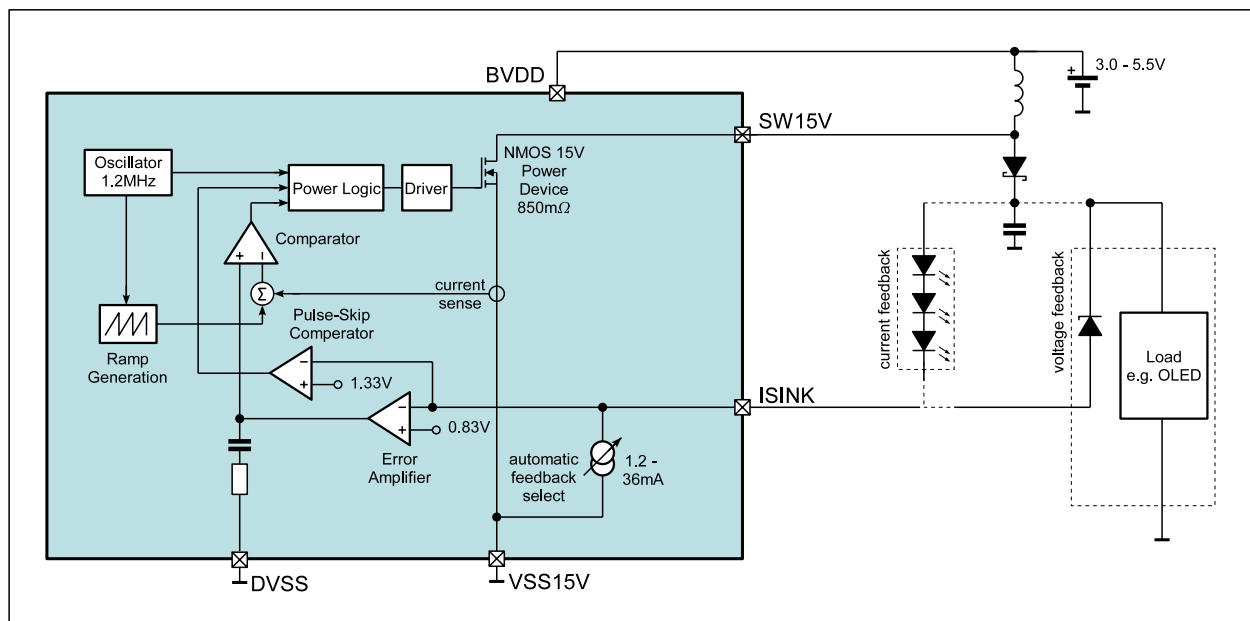 BVDD
3.0 - 5.5V
+
SW15V
Oscillator
1.2MHz
Power Logic
Driver
NMOS 15V
Power
Device
850mΩ
Comparator
+
−
Σ
current
sense
Ramp
Generation
Pulse-Skip
Comperator
−
+
1.33V
−
+
0.83V
Error
Amplifier
automatic
feedback
select
1.2 -
36mA
ISINK
current feedback
voltage feedback
Load
e.g. OLED
DVSS
VSS15V